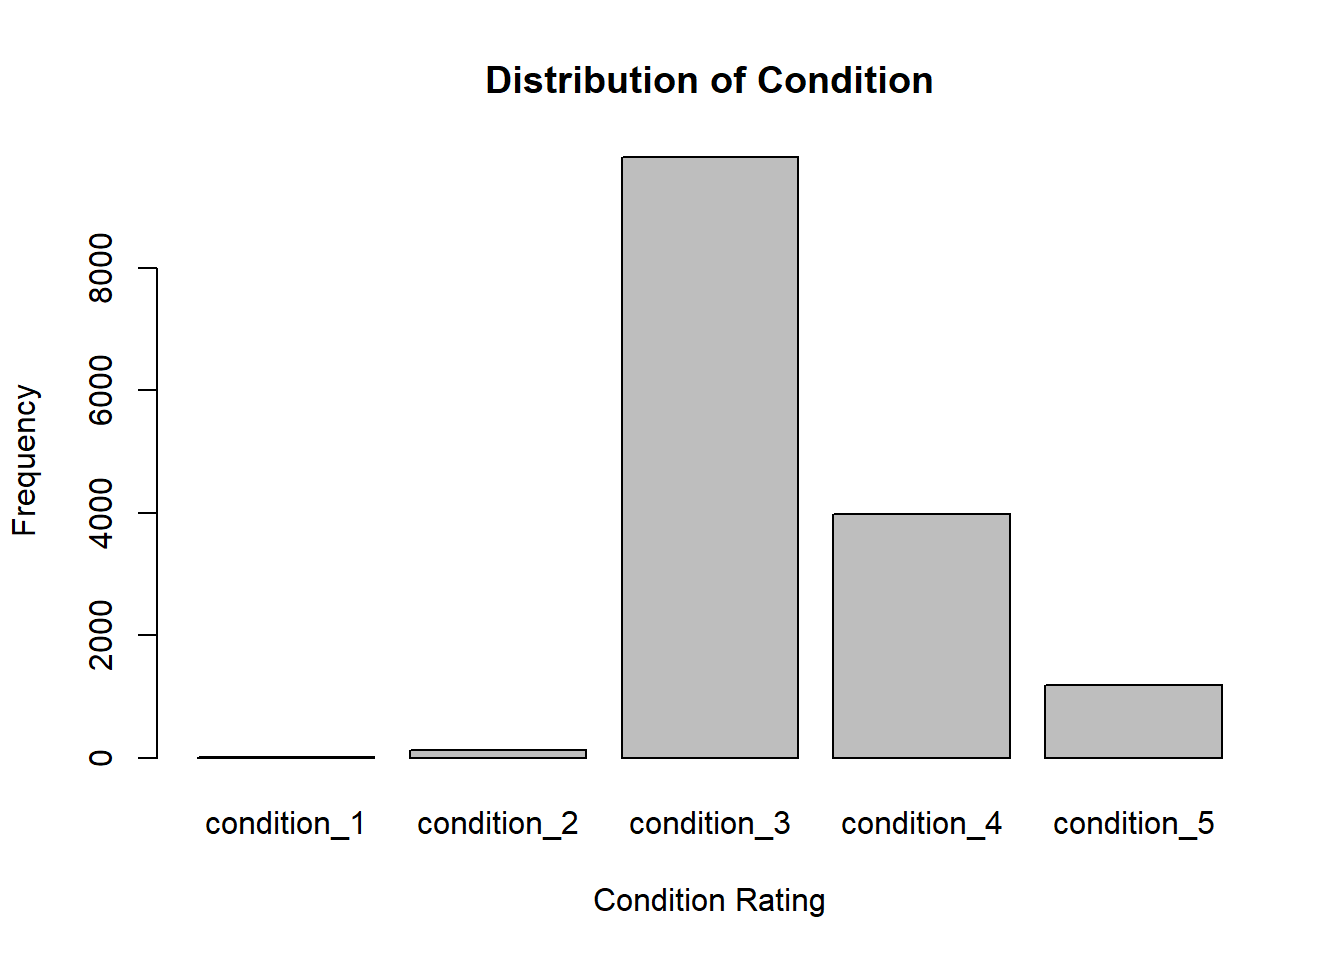 Distribution of Condition
Frequency
8000
6000
4000
2000
0
condition_1 condition_2 condition_3 condition_4 condition_5
Condition Rating